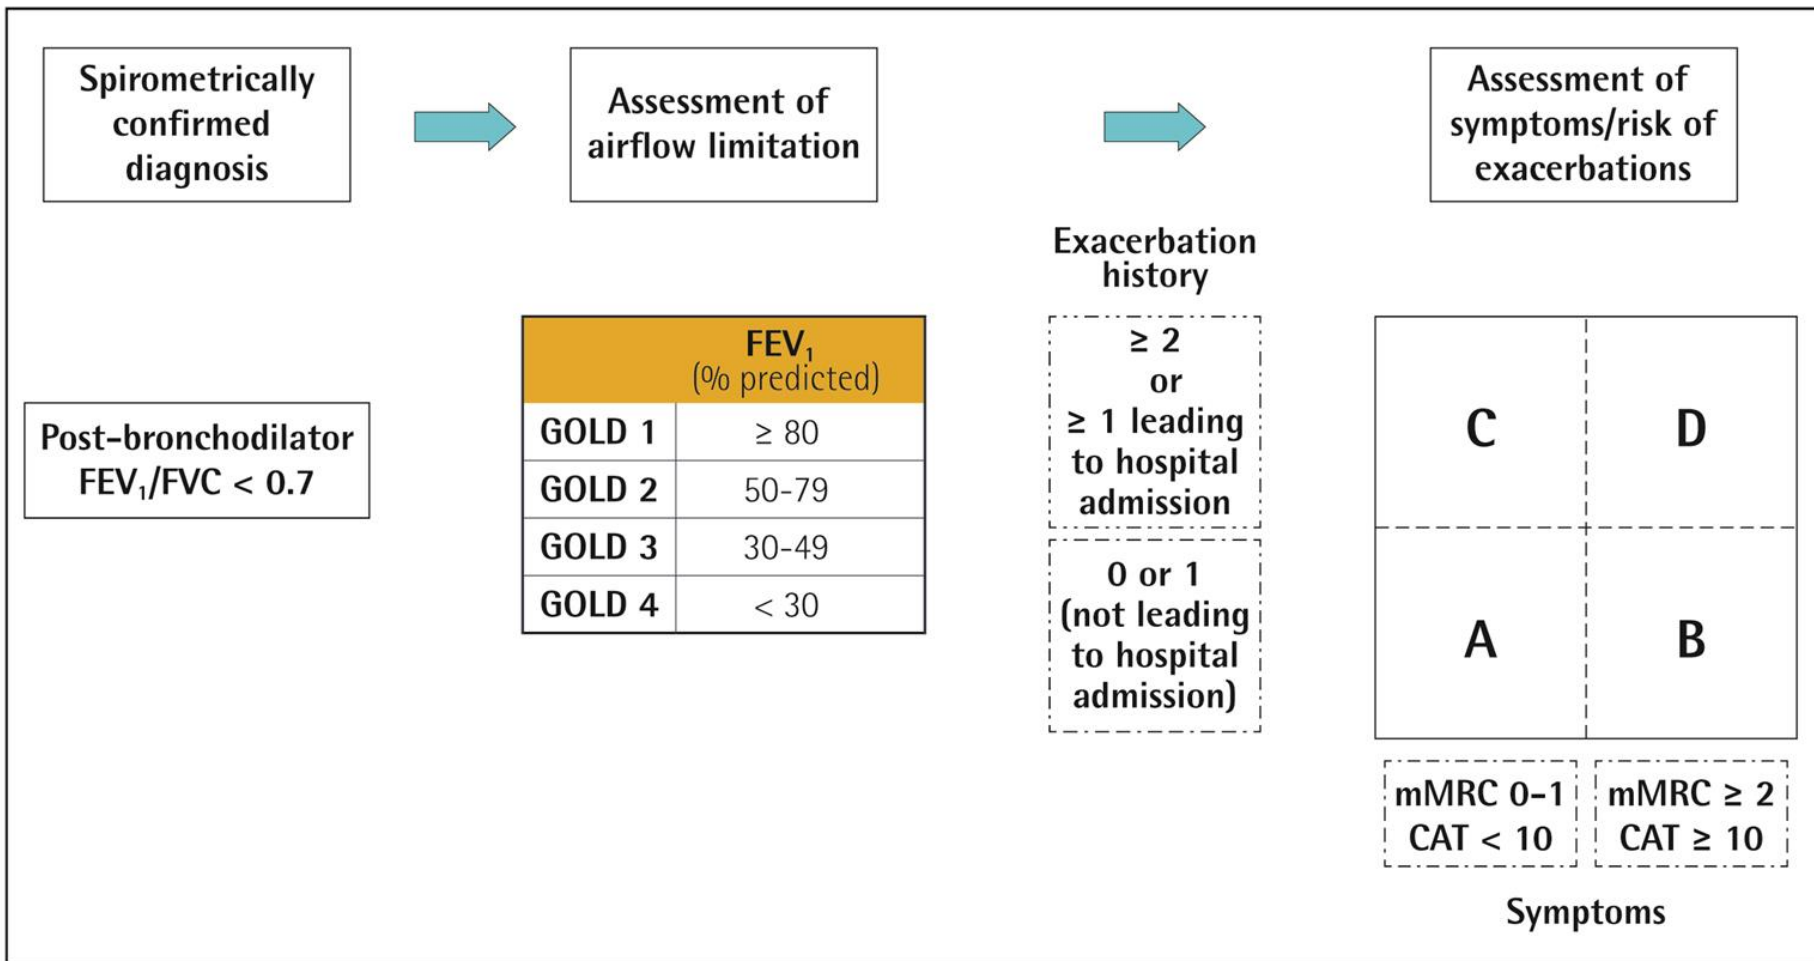 Spirometrically
confirmed
diagnosis
Assessment of
airflow limitation
Assessment of
symptoms/risk of
exacerbations
Post-bronchodilator
FEV₁/FVC < 0.7
FEV₁
(% predicted)
GOLD 1 ≥ 80
GOLD 2 50-79
GOLD 3 30-49
GOLD 4 < 30
Exacerbation
history
≥ 2
or
≥ 1 leading
to hospital
admission
0 or 1
(not leading
to hospital
admission)
C D
A B
mMRC 0-1
CAT < 10
mMRC ≥ 2
CAT ≥ 10
Symptoms